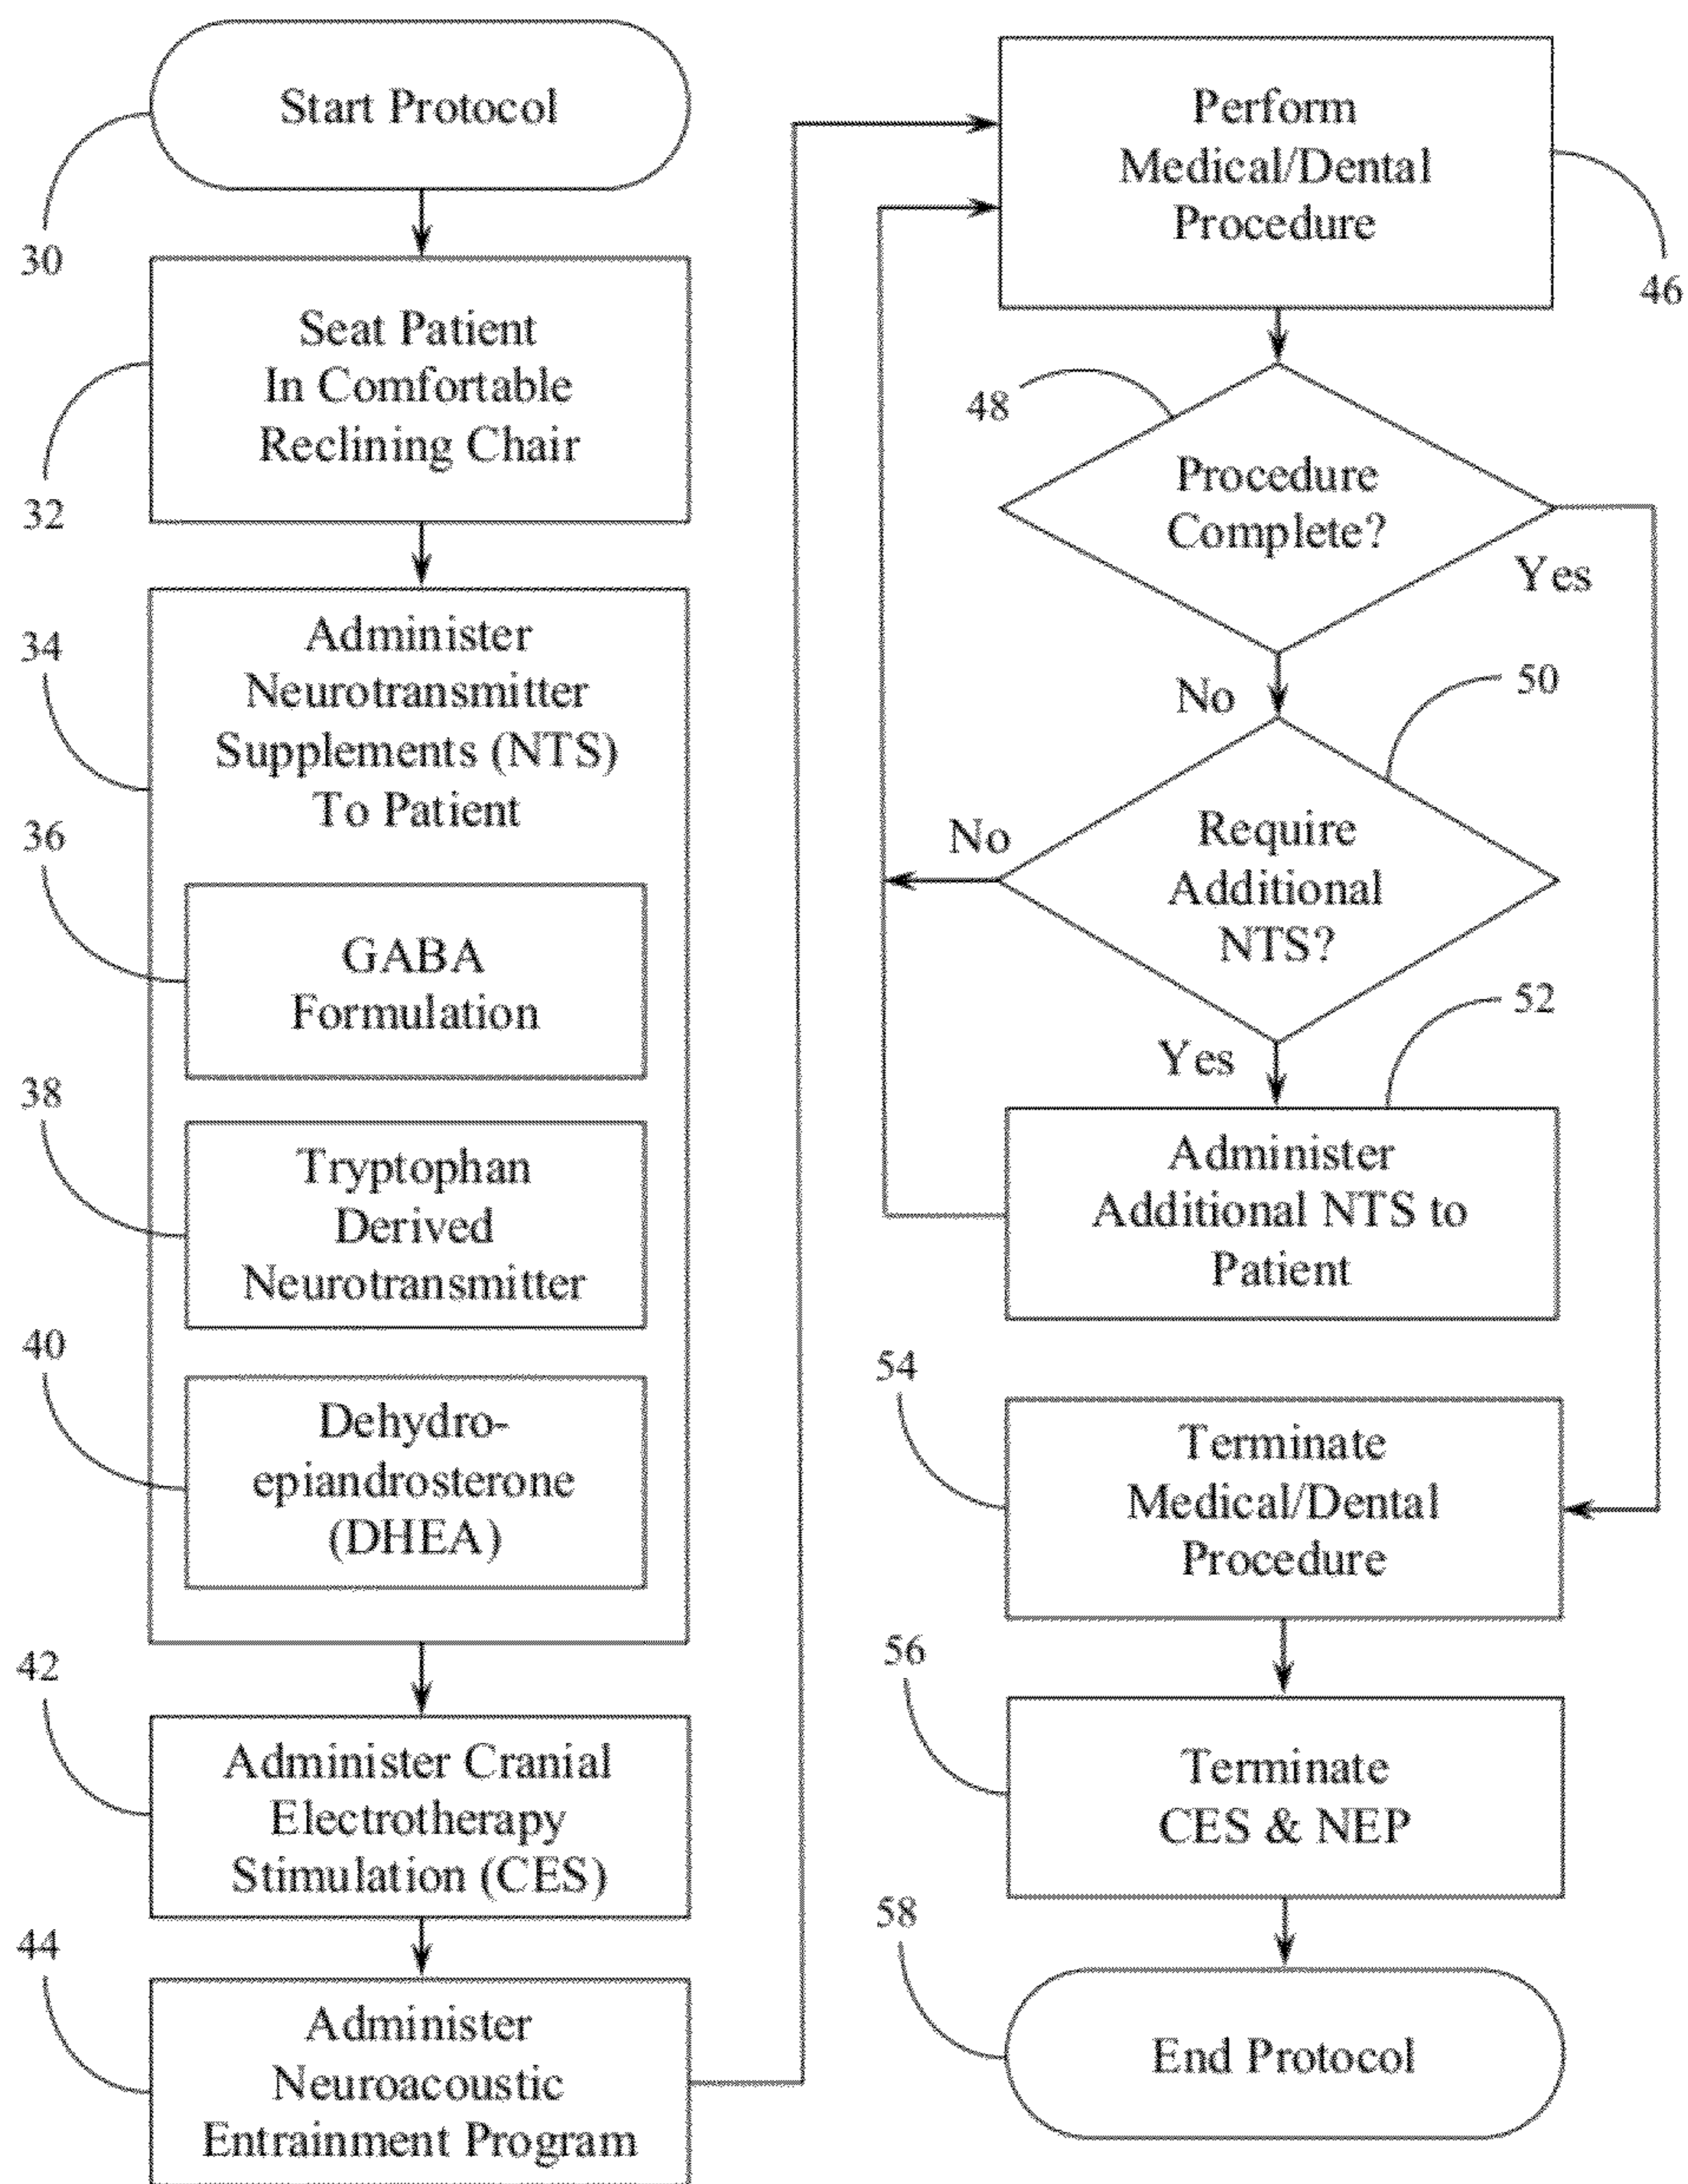 Start Protocol
30
Seat Patient
In Comfortable
Reclining Chair
32
Administer
Neurotransmitter
Supplements (NTS)
To Patient
34
GABA
Formulation
36
Tryptophan
Derived
Neurotransmitter
38
Dehydro-
epiandrosterone
(DHEA)
40
Administer Cranial
Electrotherapy
Stimulation (CES)
42
Administer
Neuroacoustic
Entrainment Program
44
Perform
Medical/Dental
Procedure
46
Procedure
Complete?
48
Yes
No
Require
Additional
NTS?
50
No
Yes
Administer
Additional NTS to
Patient
52
Terminate
Medical/Dental
Procedure
54
Terminate
CES & NEP
56
End Protocol
58